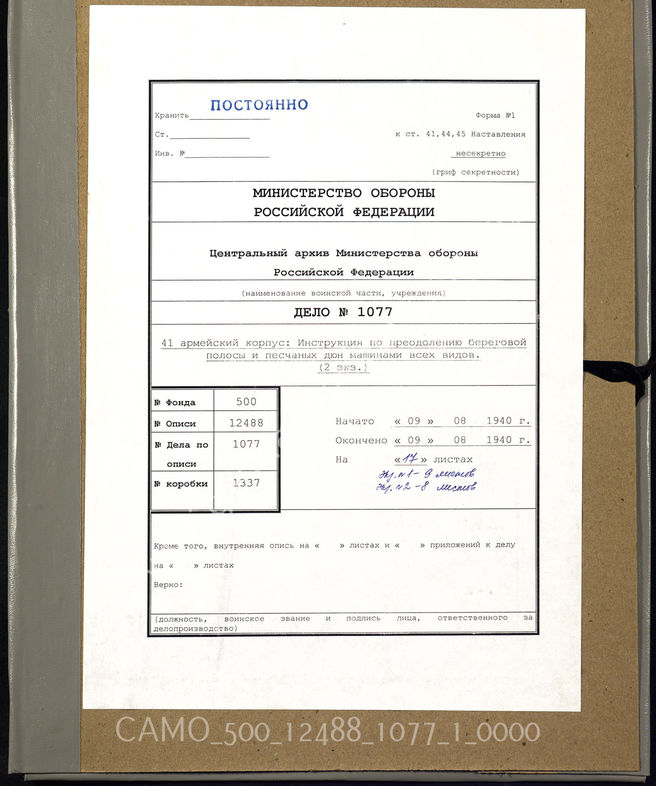 ПОСТОЯННО
Хранить
Форма №1
Ст.
к ст. 41,44,45 Наставления
Инв. №
несекретно
(гриф секретности)
МИНИСТЕРСТВО ОБОРОНЫ
РОССИЙСКОЙ ФЕДЕРАЦИИ
Центральный архив Министерства обороны
Российской Федерации
(наименование воинской части, учреждения)
ДЕЛО № 1077
41 армейский корпус: Инструкция по преодолению береговой
полосы и песчаных дюн машинами всех видов.
(2 экз.)
№ Фонда 500
№ Описи 12488
№ Дела по 1077
описи
№ коробки 1337
Начато « 09 » 08 1940 г.
Окончено « 09 » 08 1940 г.
На «17» листах
Экз. №1 - 9 листов
Экз. №2 - 8 листов
Кроме того, внутренняя опись на « » листах и « » приложений к делу
на « » листах
Верно:
(должность, воинское звание и подпись лица, ответственного за
делопроизводство)
CAMO_500_12488_1077_1_0000